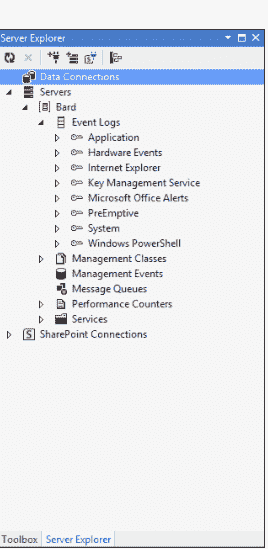 Server Explorer
Data Connections
Servers
Bard
Event Logs
Application
Hardware Events
Internet Explorer
Key Management Service
Microsoft Office Alerts
PreEmptive
System
Windows PowerShell
Management Classes
Management Events
Message Queues
Performance Counters
Services
SharePoint Connections
Toolbox Server Explorer